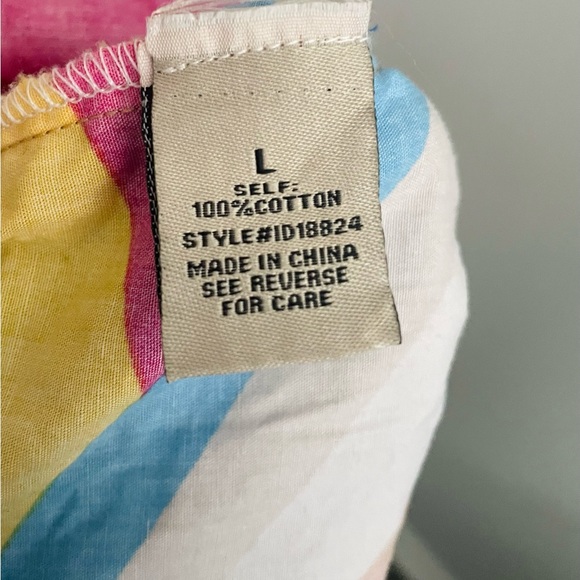 L
SELF:
100%COTTON
STYLE#ID18824
MADE IN CHINA
SEE REVERSE
FOR CARE